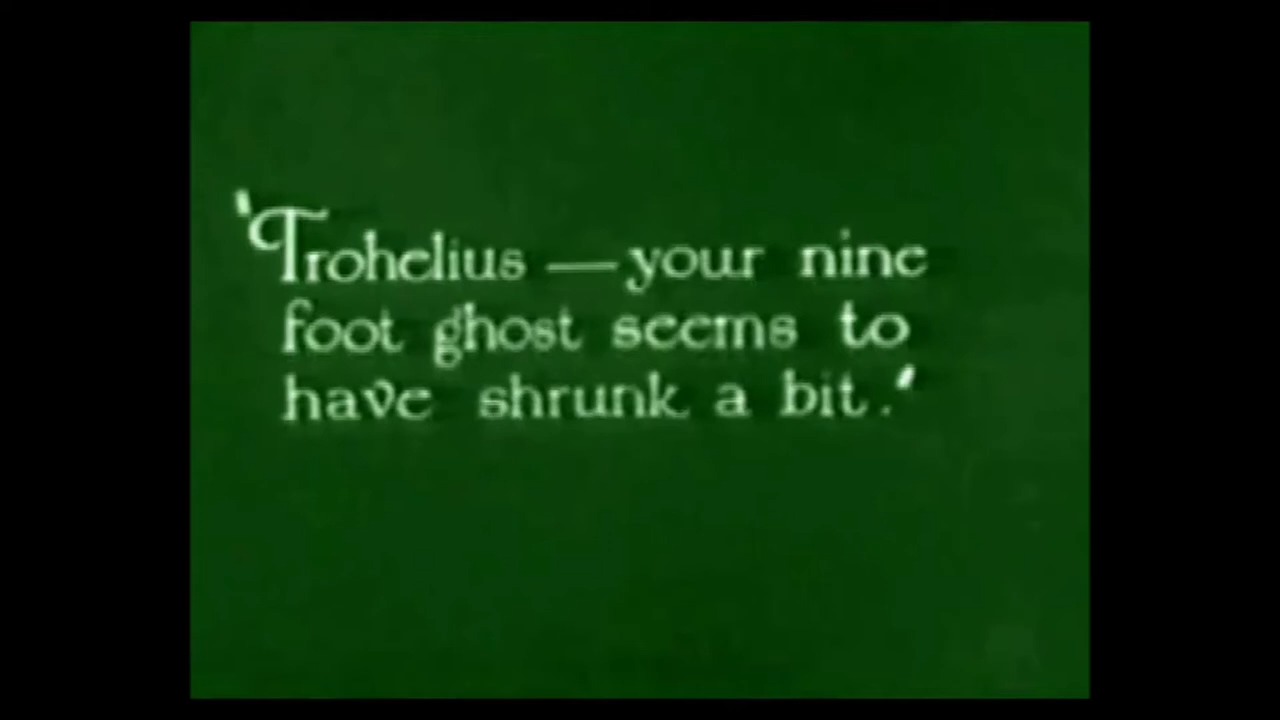 'Trohelius — your nine
foot ghost seems to
have shrunk a bit.'